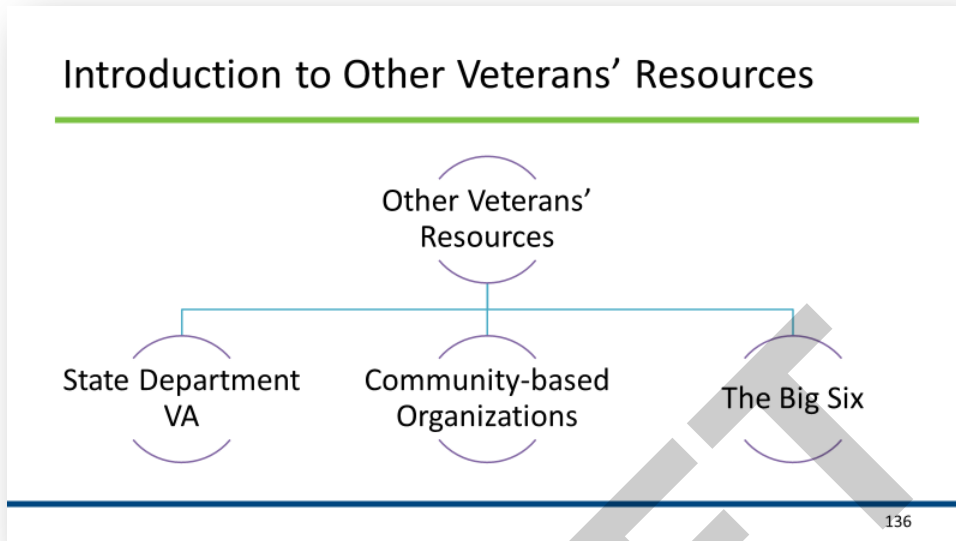 Introduction to Other Veterans’ Resources
Other Veterans’
Resources
State Department
VA
Community-based
Organizations
The Big Six
136